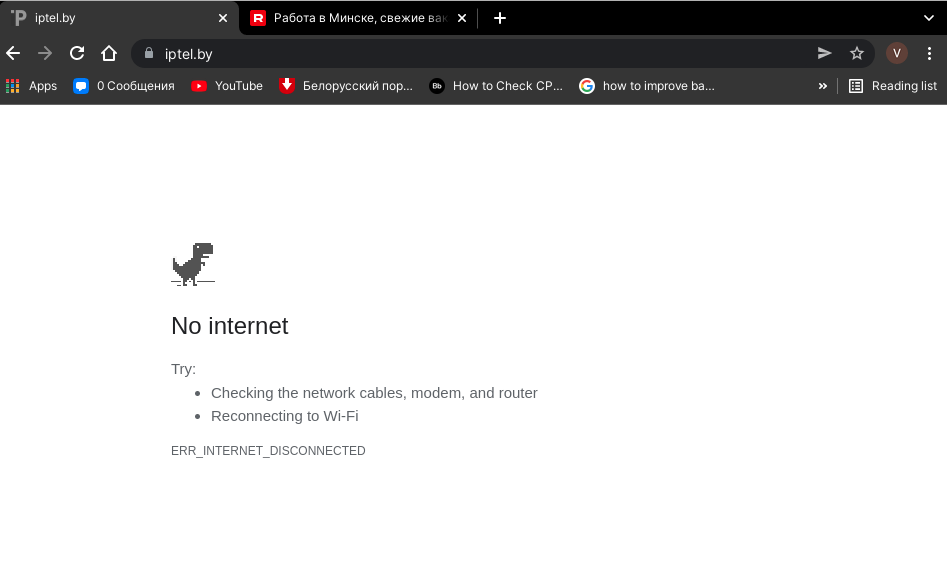 iptel.by
Работа в Минске, свежие вак
iptel.by
V
Apps
0 Сообщения
YouTube
Белорусский пор...
Bb
How to Check CP...
how to improve ba...
Reading list
No internet
Try:
Checking the network cables, modem, and router
Reconnecting to Wi-Fi
ERR_INTERNET_DISCONNECTED